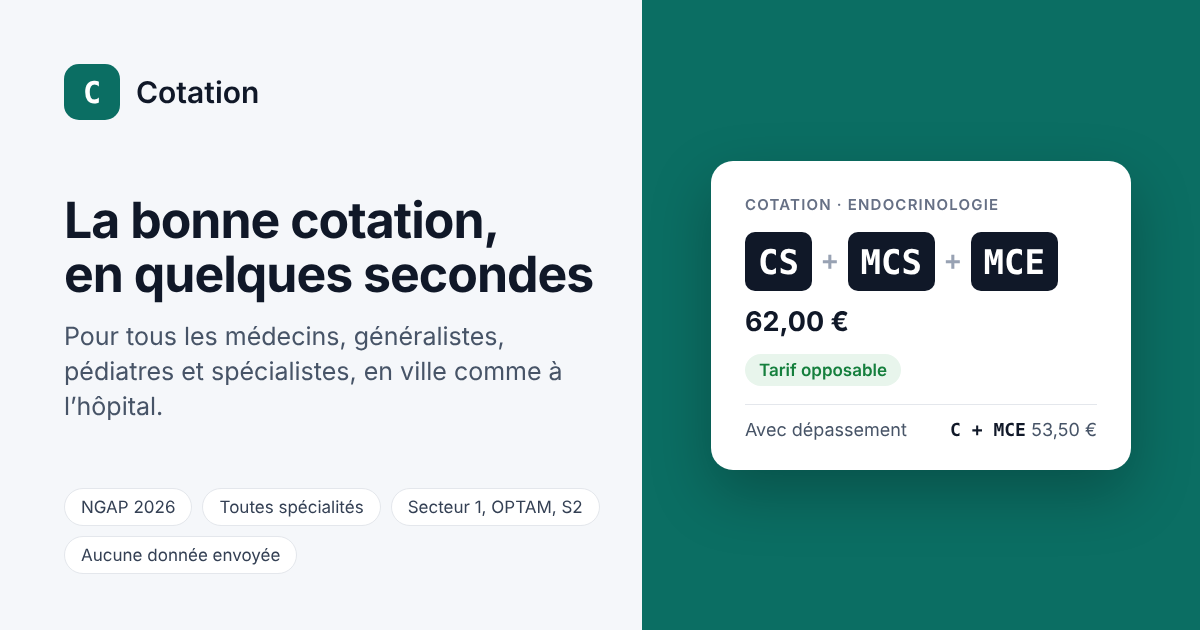 C Cotation
La bonne cotation,
en quelques secondes
Pour tous les médecins, généralistes,
pédiatres et spécialistes, en ville comme à
l’hôpital.
NGAP 2026 Toutes spécialités Secteur 1, OPTAM, S2
Aucune donnée envoyée
COTATION · ENDOCRINOLOGIE
CS + MCS + MCE
62,00 €
Tarif opposable
Avec dépassement C + MCE 53,50 €